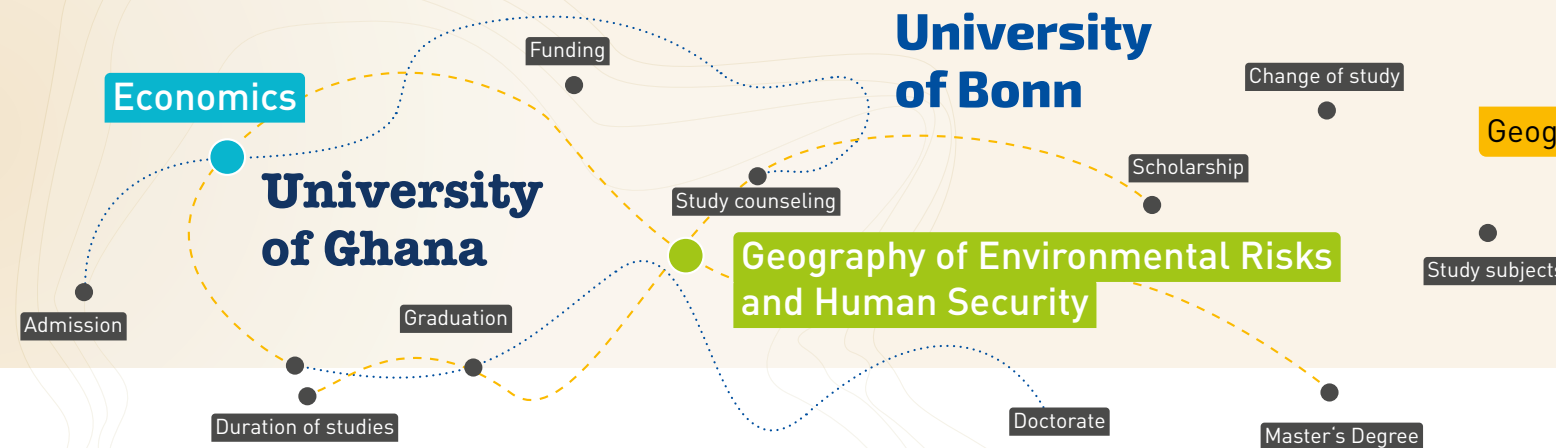 University
of Bonn
Funding
Change of study
Economics
Geog
Scholarship
University
of Ghana
Study counseling
Geography of Environmental Risks
and Human Security
Study subjects
Admission
Graduation
Duration of studies
Doctorate
Master's Degree